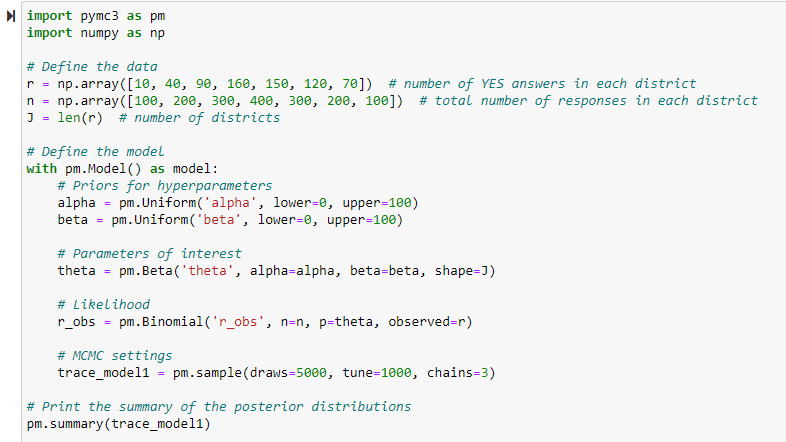 import pymc3 as pm
import numpy as np
# Define the data
r = np.array([10, 40, 90, 160, 150, 120, 70])  # number of YES answers in each district
n = np.array([100, 200, 300, 400, 300, 200, 100])  # total number of responses in each district
J = len(r)  # number of districts
# Define the model
with pm.Model() as model:
    # Priors for hyperparameters
    alpha = pm.Uniform('alpha', lower=0, upper=100)
    beta = pm.Uniform('beta', lower=0, upper=100)
    # Parameters of interest
    theta = pm.Beta('theta', alpha=alpha, beta=beta, shape=J)
    # Likelihood
    r_obs = pm.Binomial('r_obs', n=n, p=theta, observed=r)
    # MCMC settings
    trace_model1 = pm.sample(draws=5000, tune=1000, chains=3)
# Print the summary of the posterior distributions
pm.summary(trace_model1)